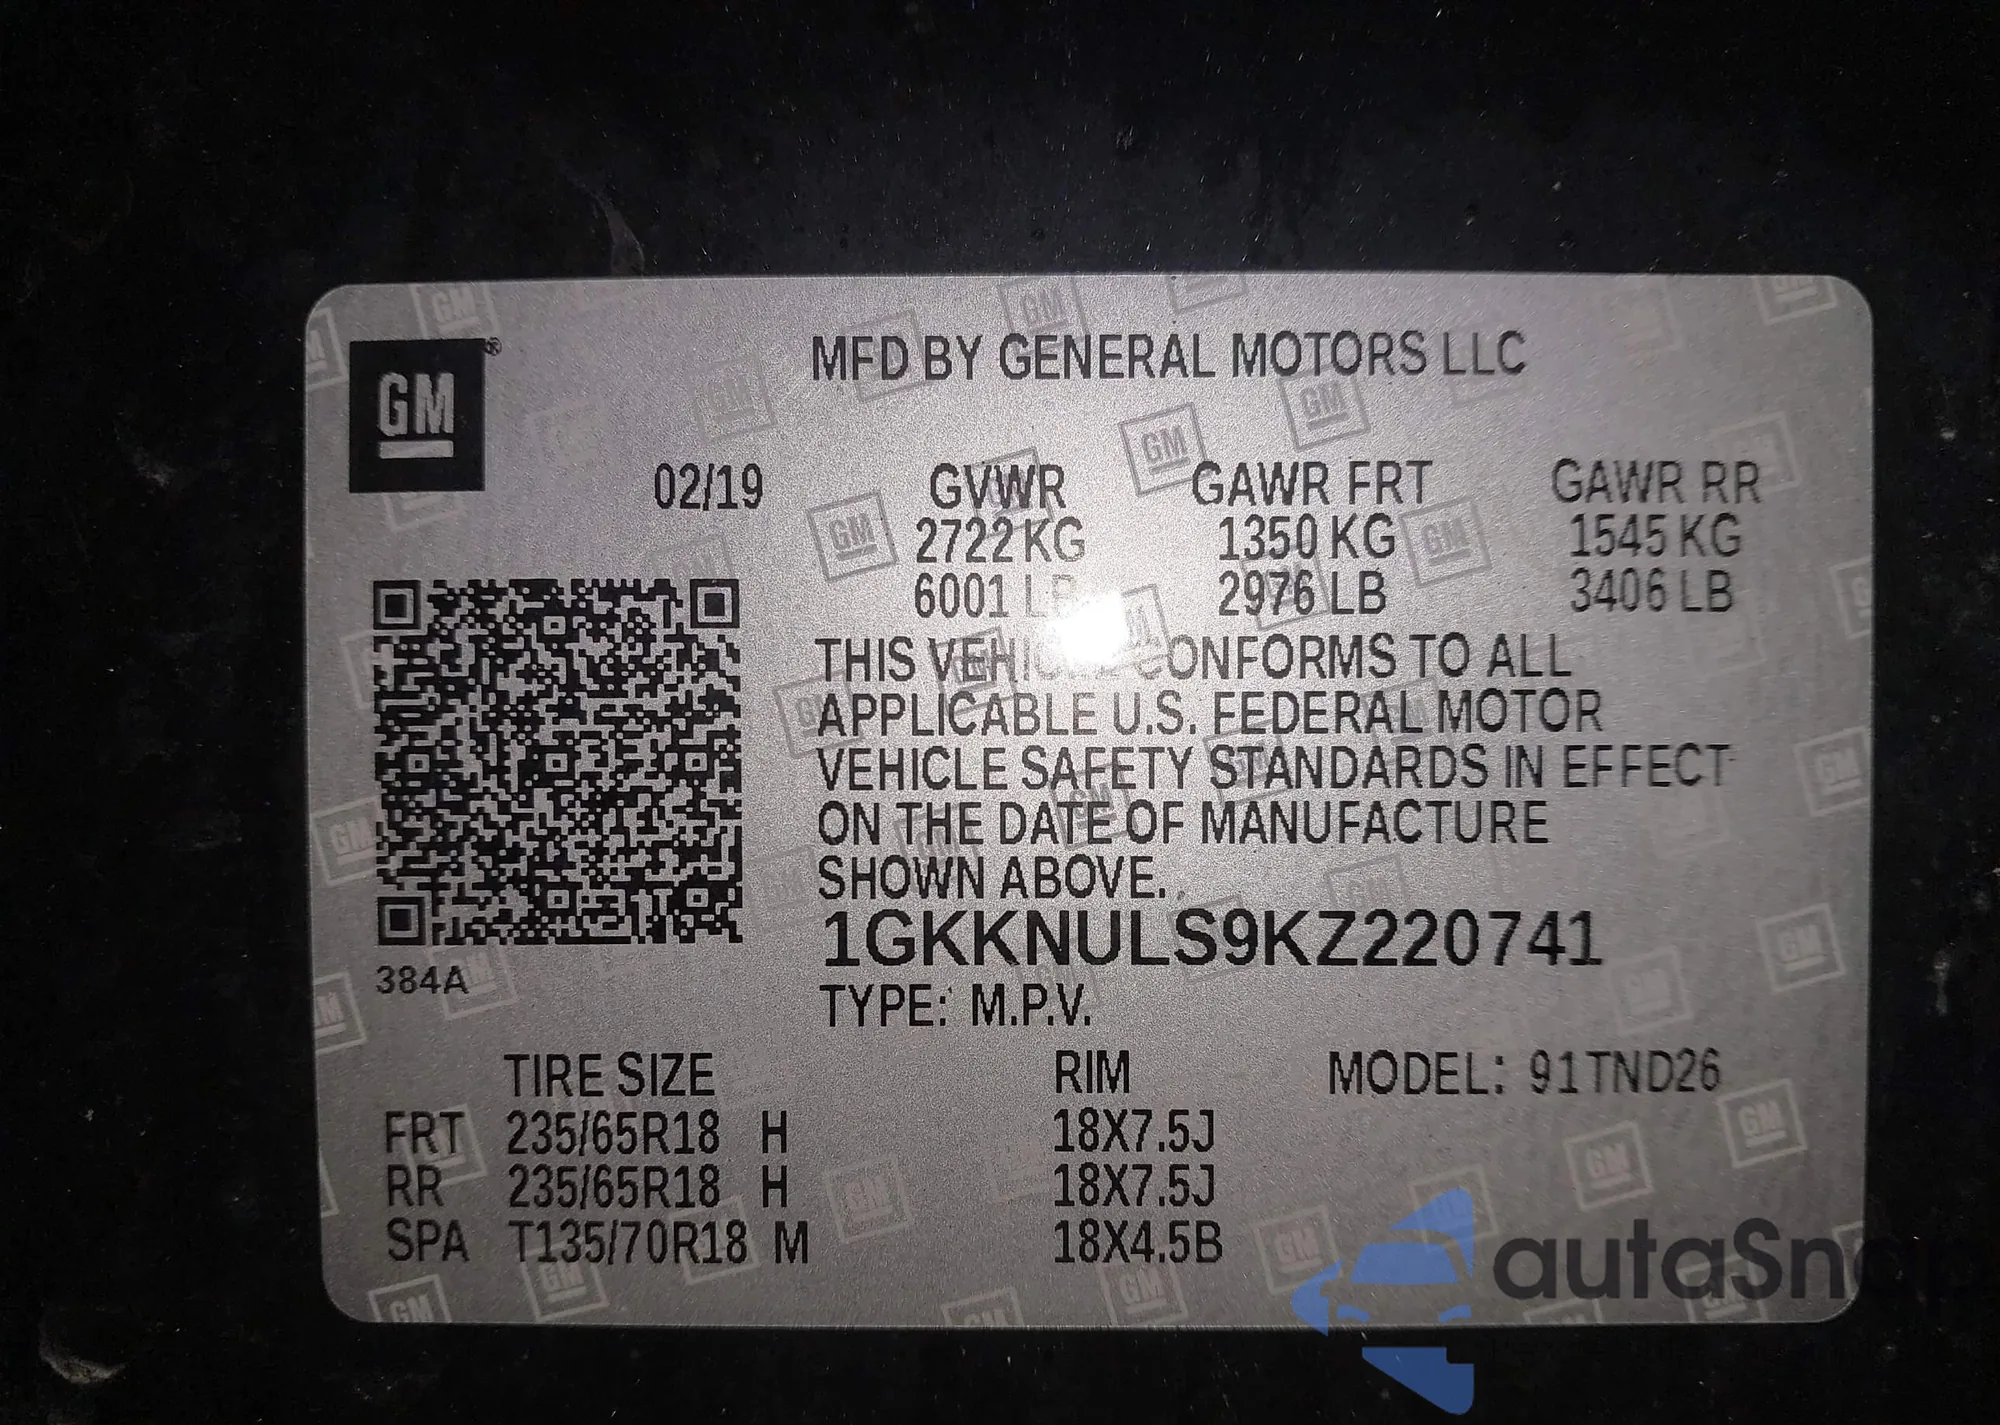 GM®
MFD BY GENERAL MOTORS LLC
02/19 GVWR GAWR FRT GAWR RR
2722 KG 1350 KG 1545 KG
6001 LB 2976 LB 3406 LB
THIS VEHICLE CONFORMS TO ALL
APPLICABLE U.S. FEDERAL MOTOR
VEHICLE SAFETY STANDARDS IN EFFECT
ON THE DATE OF MANUFACTURE
SHOWN ABOVE.
1GKKNULS9KZ220741
384A
TYPE: M.P.V.
TIRE SIZE RIM MODEL: 91TND26
FRT 235/65R18 H 18X7.5J
RR 235/65R18 H 18X7.5J
SPA T135/70R18 M 18X4.5B
autaSnap